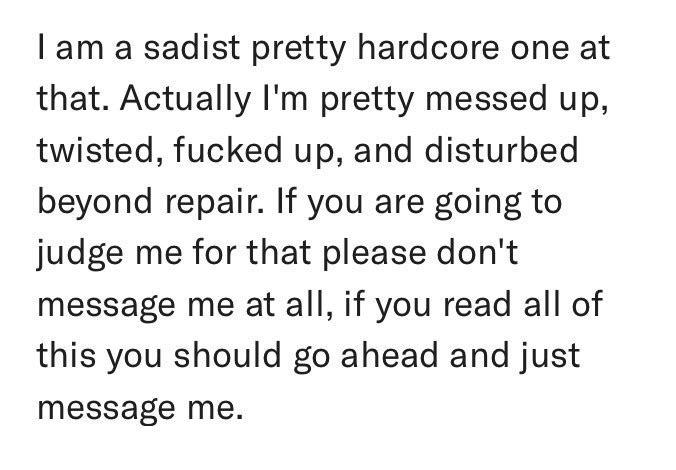 I am a sadist pretty hardcore one at
that. Actually I'm pretty messed up,
twisted, fucked up, and disturbed
beyond repair. If you are going to
judge me for that please don't
message me at all, if you read all of
this you should go ahead and just
message me.